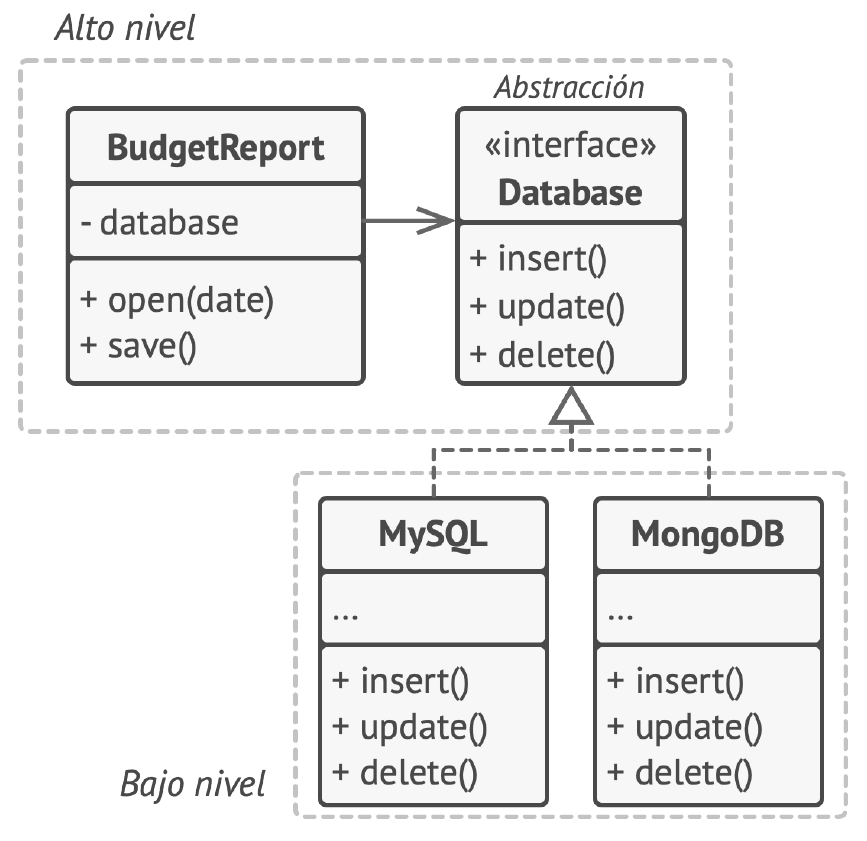 Alto nivel
BudgetReport
- database
+ open(date)
+ save()
Abstracción
«interface»
Database
+ insert()
+ update()
+ delete()
MySQL
...
+ insert()
+ update()
+ delete()
MongoDB
...
+ insert()
+ update()
+ delete()
Bajo nivel